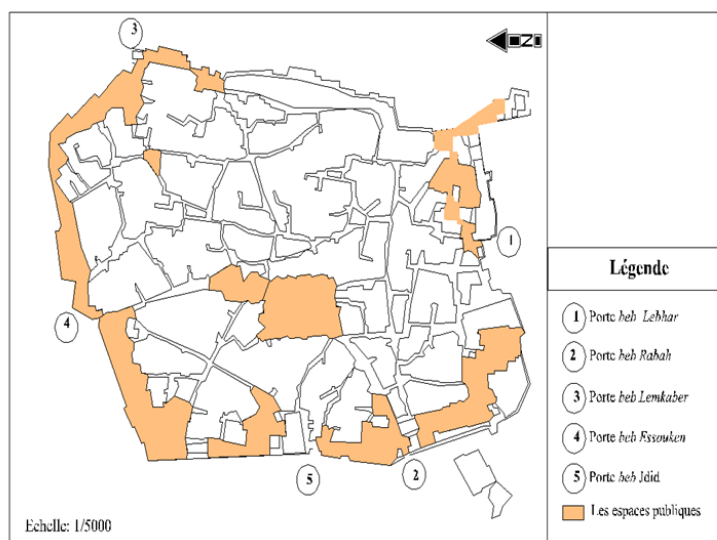 3
N
1
4
5
2
Echelle: 1/5000
Légende
1 Porte beb Lebhar
2 Porte beb Rabah
3 Porte beb Lemkaber
4 Porte beb Essouken
5 Porte beb Jdid
Les espaces publiques